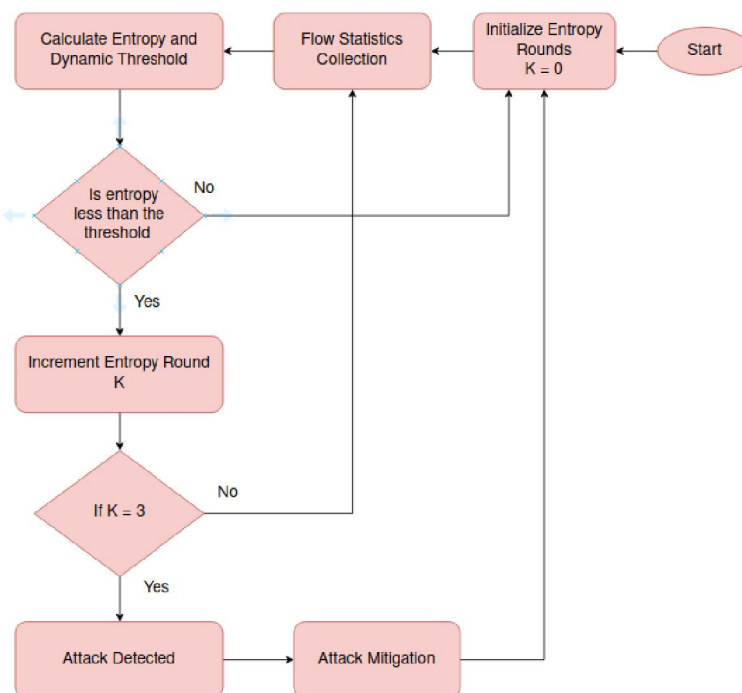 Calculate Entropy and
Dynamic Threshold
Flow Statistics
Collection
Initialize Entropy
Rounds
K = 0
Start
Is entropy
less than the
threshold
No
Yes
Increment Entropy Round
K
If K = 3
No
Yes
Attack Detected
Attack Mitigation